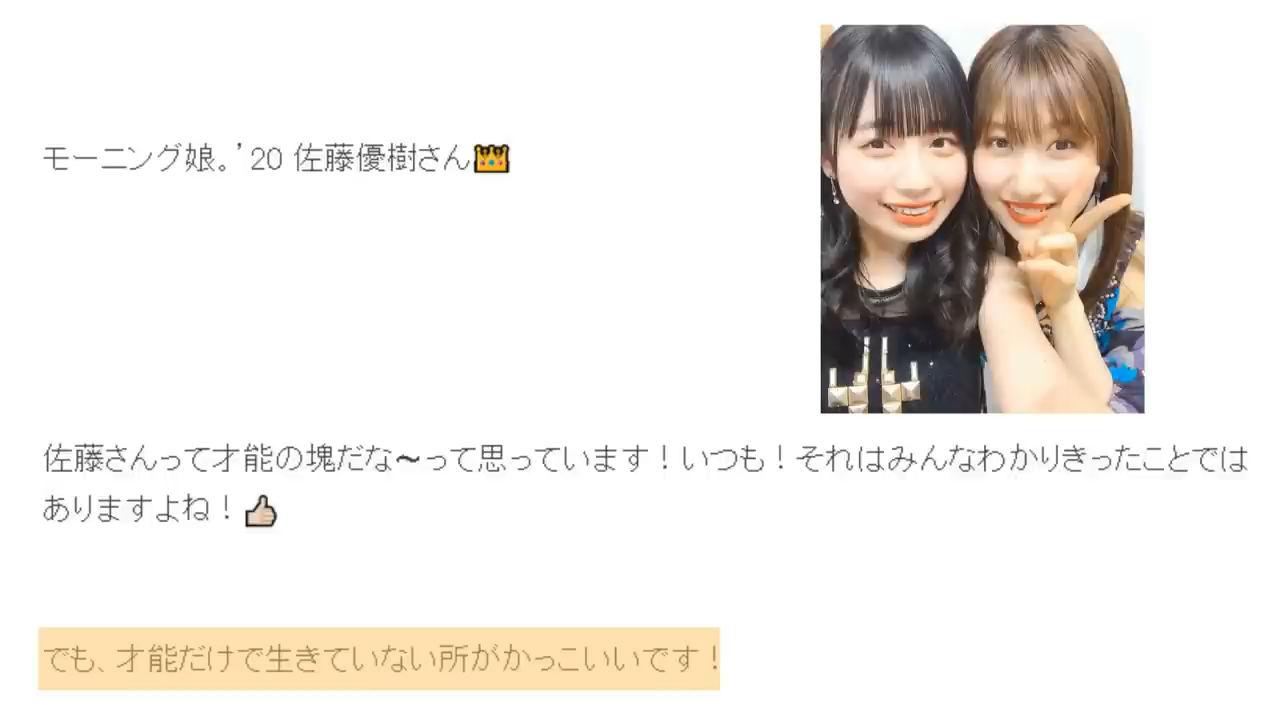 モーニング娘。'20 佐藤優樹さん👑
佐藤さんって才能の塊だな〜って思っています！いつも！それはみんなわかりきったことでは
ありますよね！👍
でも、才能だけで生きていない所がかっこいいです！